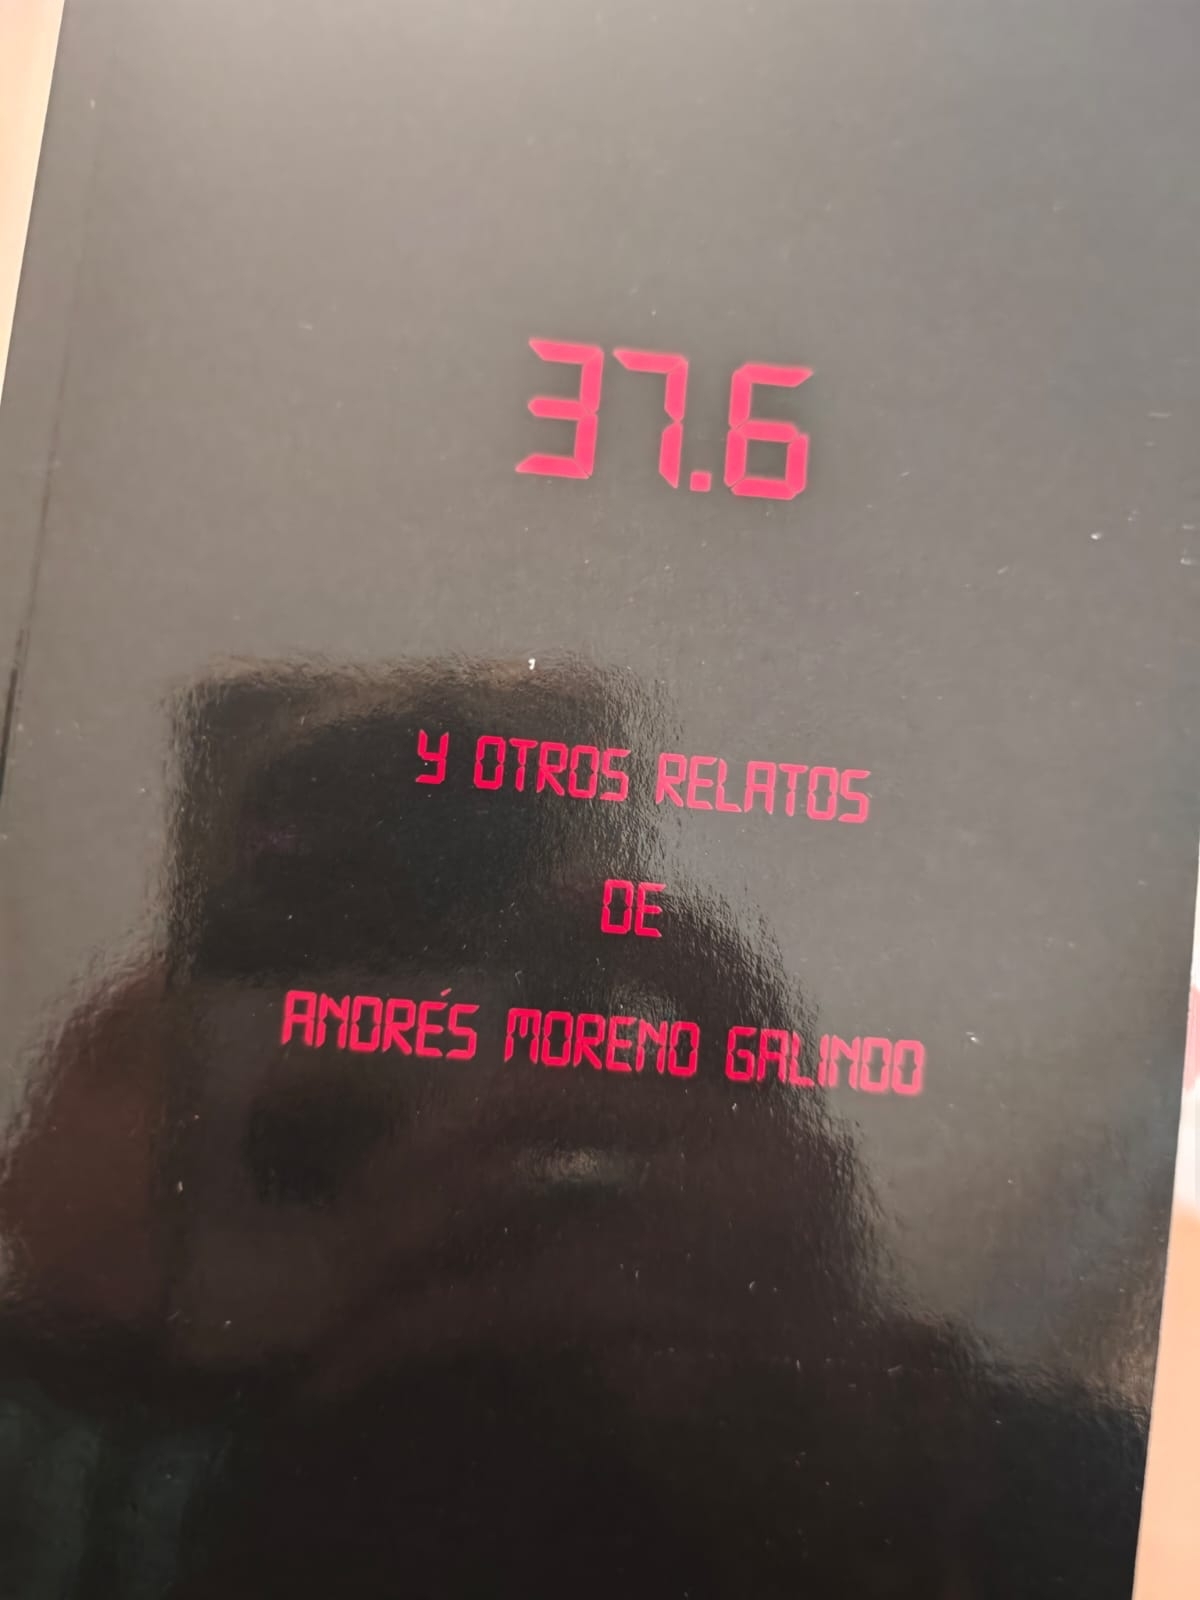 37.6
Y OTROS RELATOS
DE
ANDRÉS MORENO GALINDO